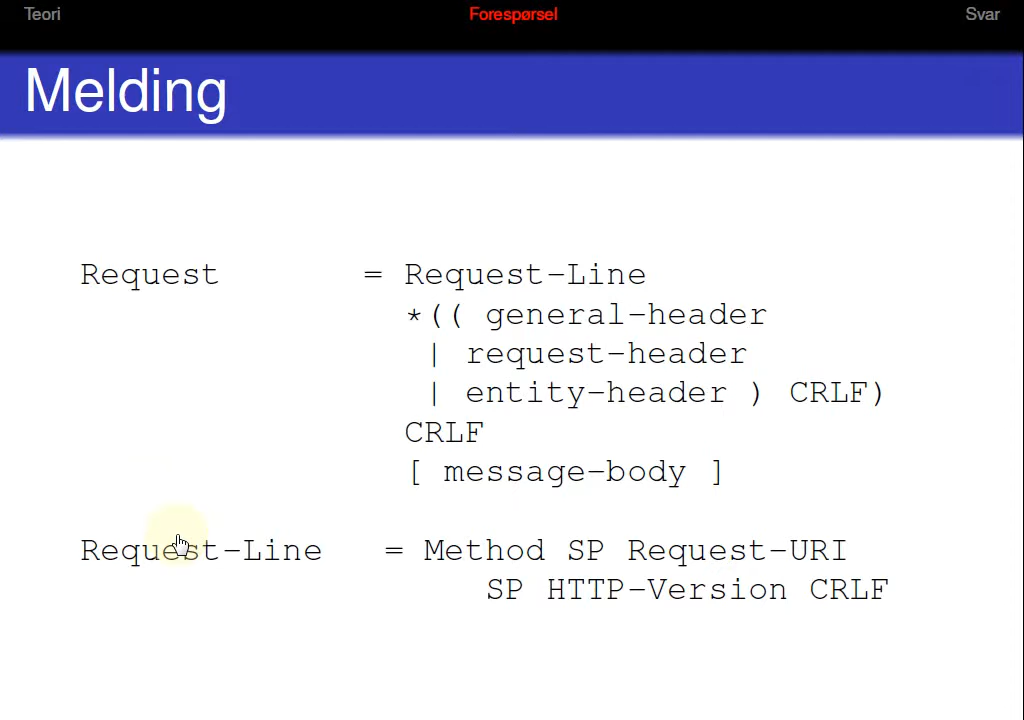 Teori Forespørsel Svar
Melding
Request = Request-Line
*(( general-header
| request-header
| entity-header ) CRLF)
CRLF
[ message-body ]
Request-Line = Method SP Request-URI
SP HTTP-Version CRLF